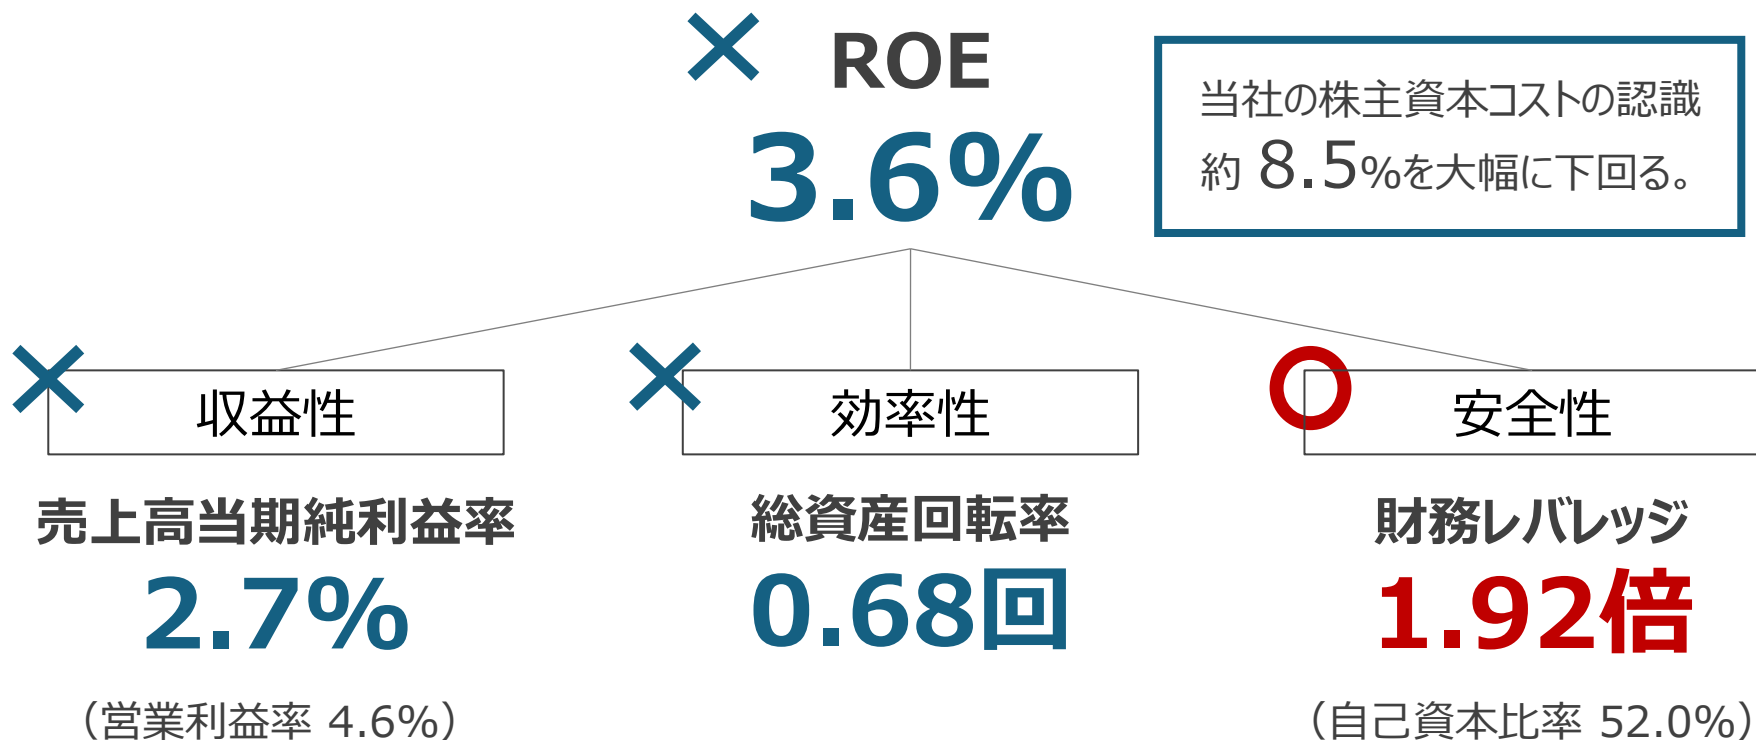 ROE
3.6%
当社の株主資本コストの認識
約 8.5%を大幅に下回る。
収益性
効率性
安全性
売上高当期純利益率
2.7%
（営業利益率 4.6%）
総資産回転率
0.68回
財務レバレッジ
1.92倍
（自己資本比率 52.0%）